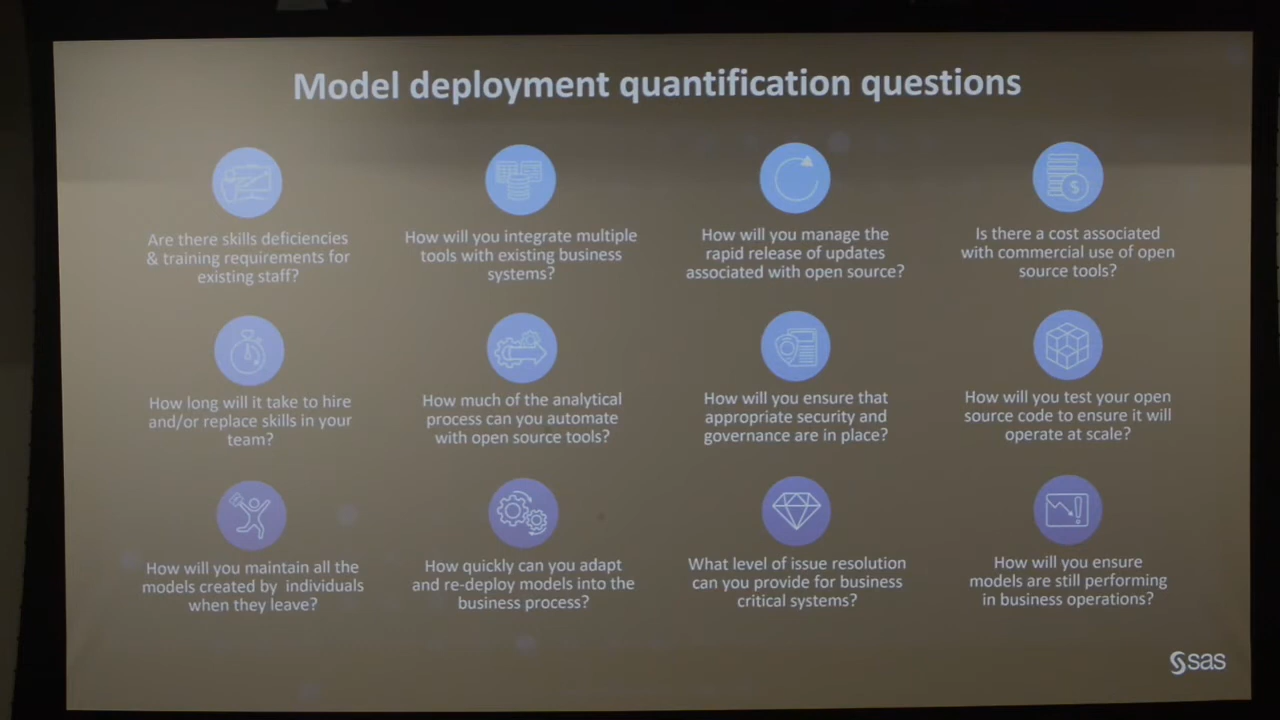 Model deployment quantification questions
Are there skills deficiencies
& training requirements for
existing staff?
How will you integrate multiple
tools with existing business
systems?
How will you manage the
rapid release of updates
associated with open source?
Is there a cost associated
with commercial use of open
source tools?
How long will it take to hire
and/or replace skills in your
team?
How much of the analytical
process can you automate
with open source tools?
How will you ensure that
appropriate security and
governance are in place?
How will you test your open
source code to ensure it will
operate at scale?
How will you maintain all the
models created by individuals
when they leave?
How quickly can you adapt
and re-deploy models into the
business process?
What level of issue resolution
can you provide for business
critical systems?
How will you ensure
models are still performing
in business operations?
sas